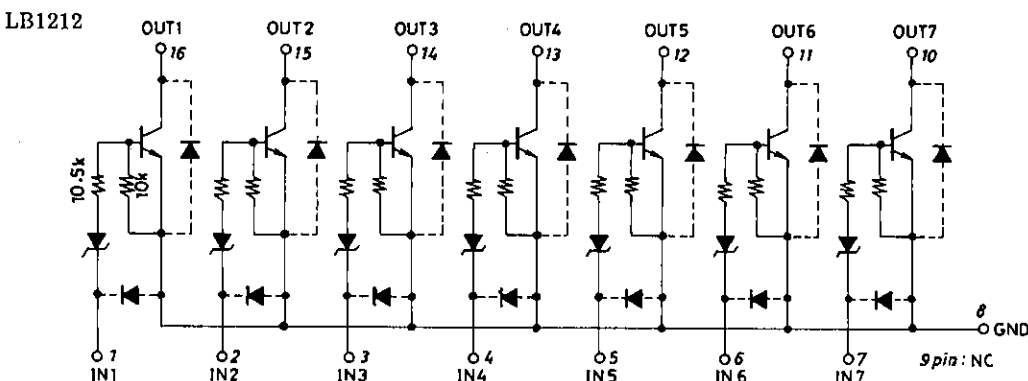 LB1212
OUT1 OUT2 OUT3 OUT4 OUT5 OUT6 OUT7
16 15 14 13 12 11 10
10.5k 10k
8
GND
1 2 3 4 5 6 7
9pin : NC
IN1 IN2 IN3 IN4 IN5 IN6 IN7